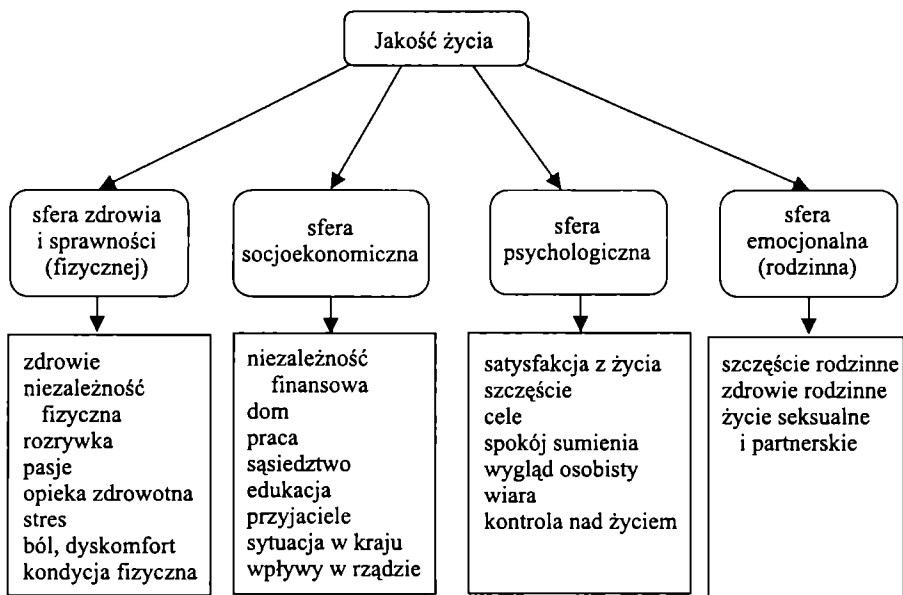 Jakość życia
sfera zdrowia
i sprawności
(fizycznej)
sfera
socjoekonomiczna
sfera
psychologiczna
sfera
emocjonalna
(rodzinna)
zdrowie
niezależność
fizyczna
rozrywka
pasje
opieka zdrowotna
stres
ból, dyskomfort
kondycja fizyczna
niezależność
finansowa
dom
praca
sąsiedztwo
edukacja
przyjaciele
sytuacja w kraju
wpływy w rządzie
satysfakcja z życia
szczęście
cele
spokój sumienia
wygląd osobisty
wiara
kontrola nad życiem
szczęście rodzinne
zdrowie rodzinne
życie seksualne
i partnerskie